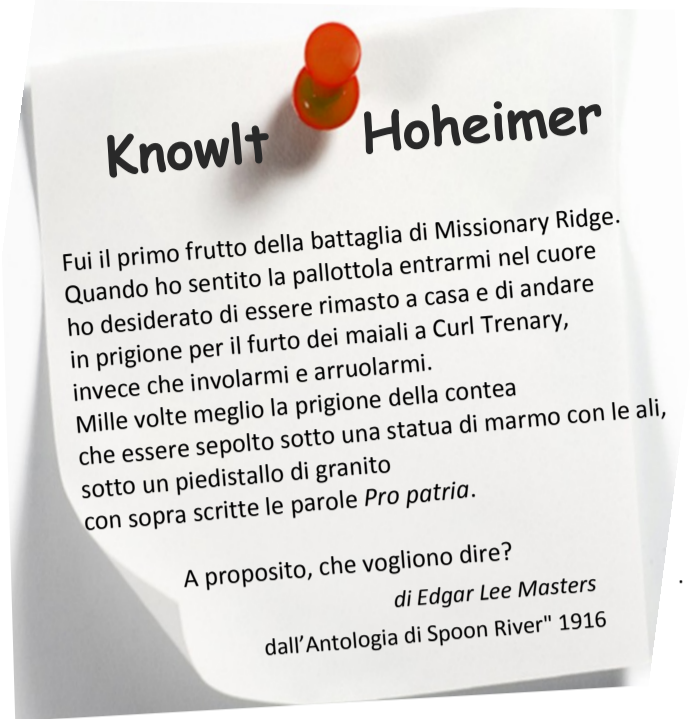 Knowlt Hoheimer
Fui il primo frutto della battaglia di Missionary Ridge.
Quando ho sentito la pallottola entrarmi nel cuore
ho desiderato di essere rimasto a casa e di andare
in prigione per il furto dei maiali a Curl Trenary,
invece che involarmi e arruolarmi.
Mille volte meglio la prigione della contea
che essere sepolto sotto una statua di marmo con le ali,
sotto un piedistallo di granito
con sopra scritte le parole Pro patria.
A proposito, che vogliono dire?
di Edgar Lee Masters
dall’Antologia di Spoon River" 1916
.